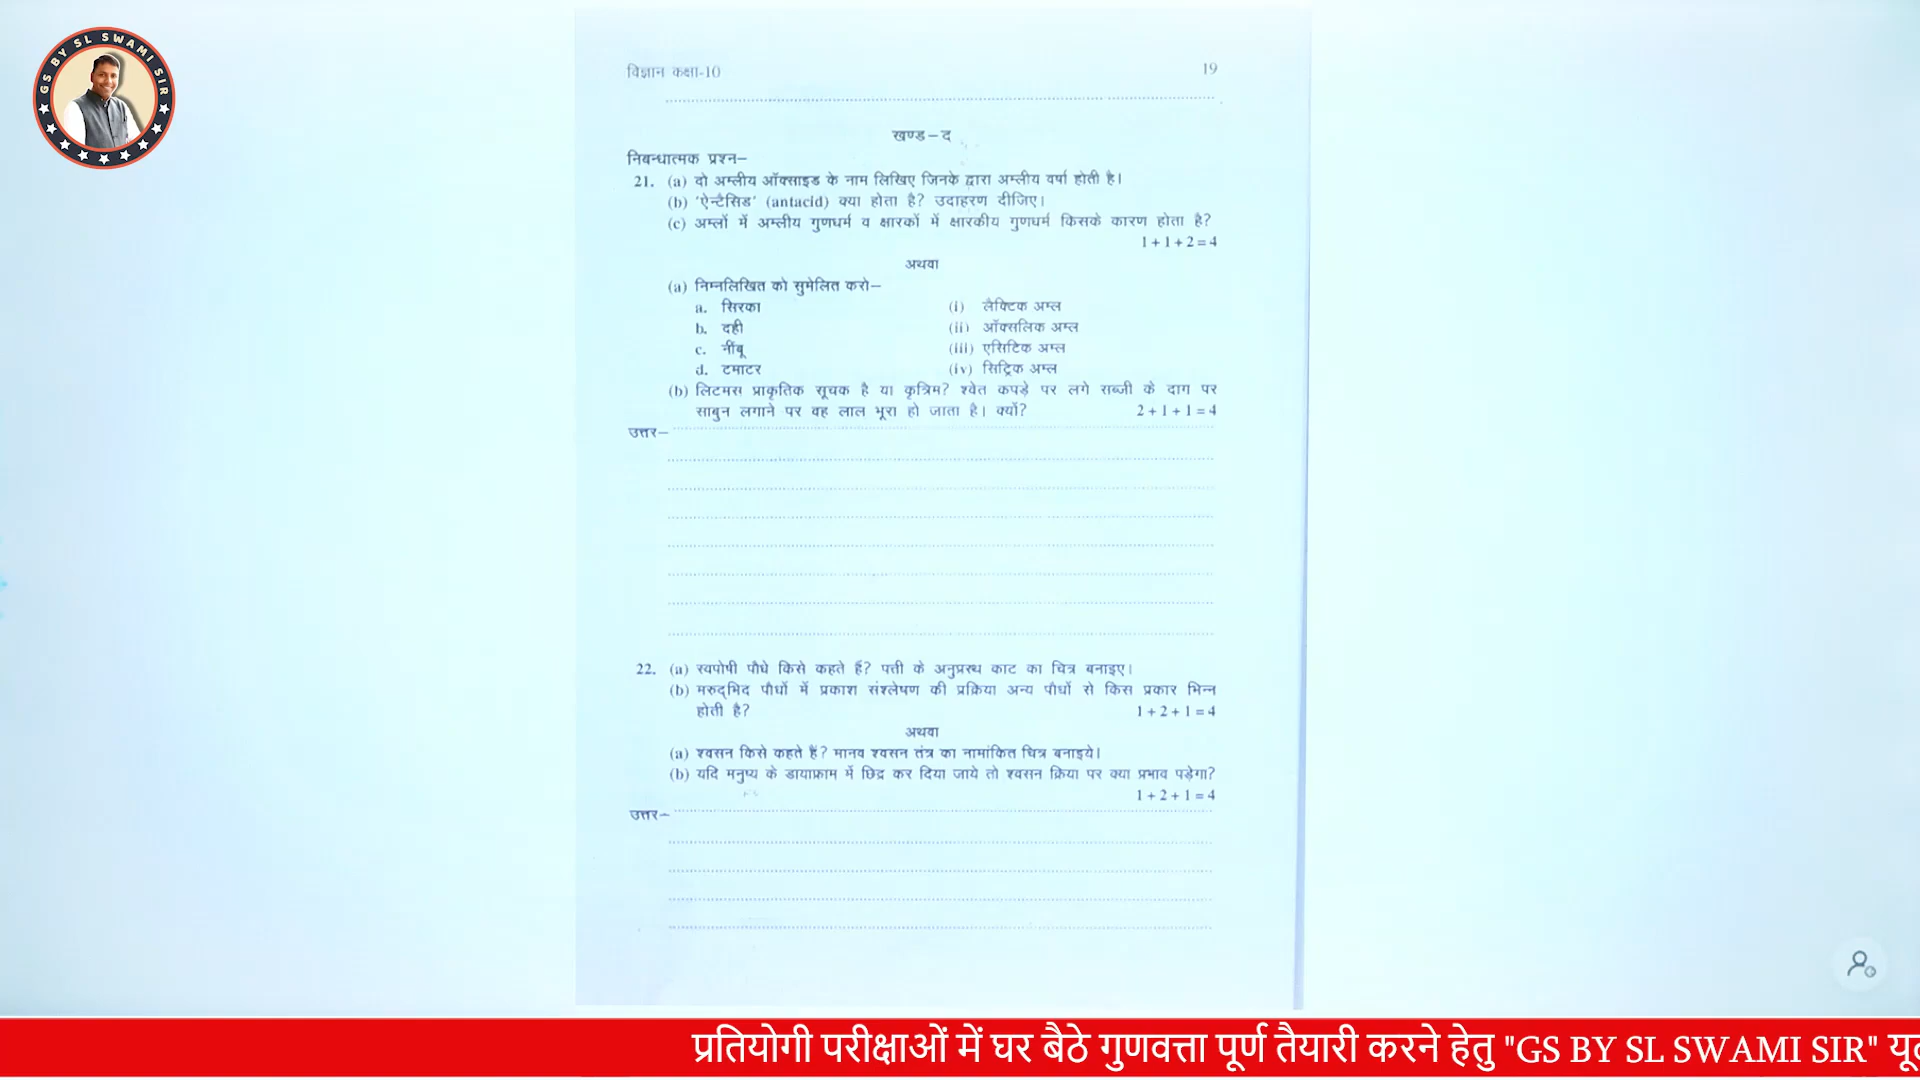 GS BY SL SWAMI SIR
विज्ञान कक्षा-10
19
खण्ड–द
निबन्धात्मक प्रश्न–
21. (a) दो अम्लीय ऑक्साइड के नाम लिखिए जिनके द्वारा अम्लीय वर्षा होती है।
(b) 'ऐन्टैसिड' (antacid) क्या होता है? उदाहरण दीजिए।
(c) अम्लों में अम्लीय गुणधर्म व क्षारकों में क्षारकीय गुणधर्म किसके कारण होता है?
1 + 1 + 2 = 4
अथवा
(a) निम्नलिखित को सुमेलित करो–
a. सिरका (i) लैक्टिक अम्ल
b. दही (ii) ऑक्सलिक अम्ल
c. नींबू (iii) एसिटिक अम्ल
d. टमाटर (iv) सिट्रिक अम्ल
(b) लिटमस प्राकृतिक सूचक है या कृत्रिम? श्वेत कपड़े पर लगे सब्जी के दाग पर
साबुन लगाने पर वह लाल भूरा हो जाता है। क्यों? 2 + 1 + 1 = 4
उत्तर–
22. (a) स्वपोषी पौधे किसे कहते हैं? पत्ती के अनुप्रस्थ काट का चित्र बनाइए।
(b) मरुद्भिद पौधों में प्रकाश संश्लेषण की प्रक्रिया अन्य पौधों से किस प्रकार भिन्न
होती है? 1 + 2 + 1 = 4
अथवा
(a) श्वसन किसे कहते हैं? मानव श्वसन तंत्र का नामांकित चित्र बनाइये।
(b) यदि मनुष्य के डायाफ्राम में छिद्र कर दिया जाये तो श्वसन क्रिया पर क्या प्रभाव पड़ेगा?
1 + 2 + 1 = 4
उत्तर–
प्रतियोगी परीक्षाओं में घर बैठे गुणवत्ता पूर्ण तैयारी करने हेतु "GS BY SL SWAMI SIR"